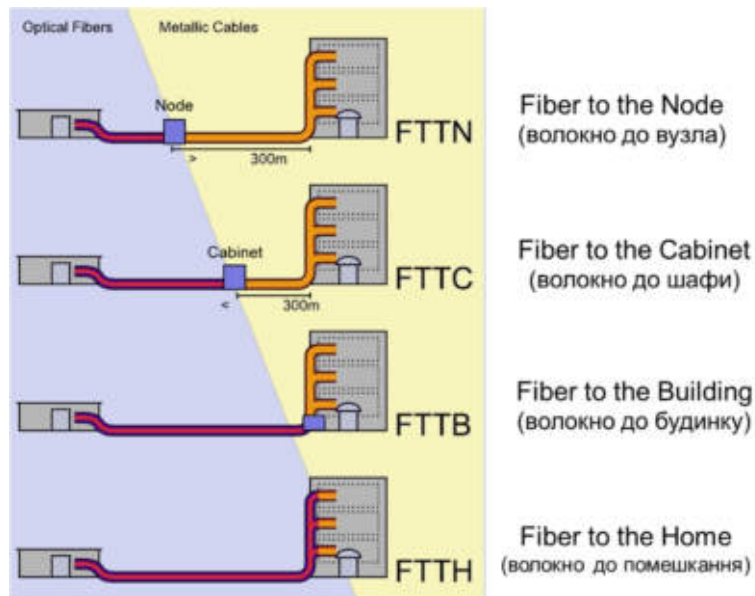 Optical Fibers Metallic Cables
Node
> 300m
FTTN
Fiber to the Node
(волокно до вузла)
Cabinet
< 300m
FTTC
Fiber to the Cabinet
(волокно до шафи)
FTTB
Fiber to the Building
(волокно до будинку)
FTTH
Fiber to the Home
(волокно до помешкання)